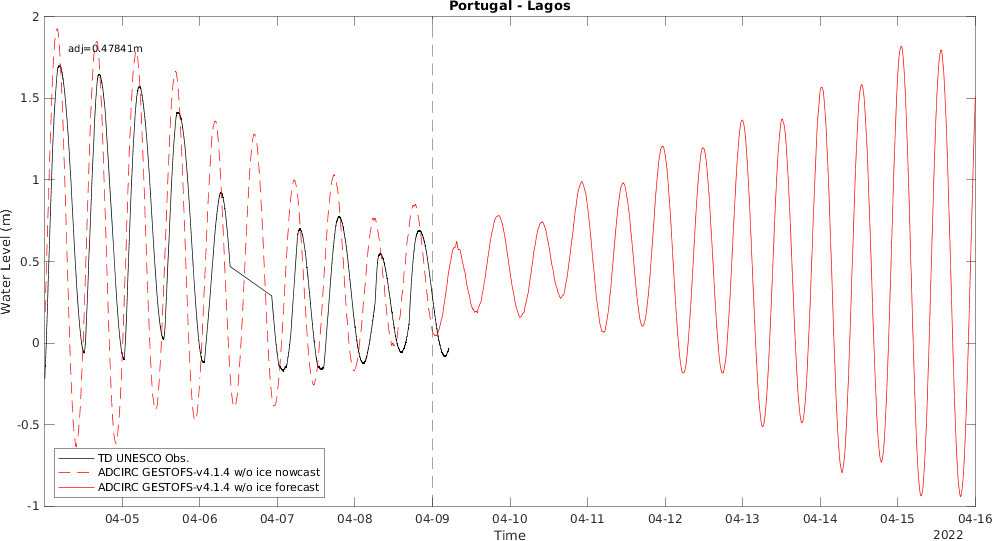 Portugal - Lagos
adj=0.47841m
Water Level (m)
2
1.5
1
0.5
0
-0.5
-1
TD UNESCO Obs.
ADCIRC GESTOFS-v4.1.4 w/o ice nowcast
ADCIRC GESTOFS-v4.1.4 w/o ice forecast
04-05 04-06 04-07 04-08 04-09 04-10 04-11 04-12 04-13 04-14 04-15 04-16
Time
2022